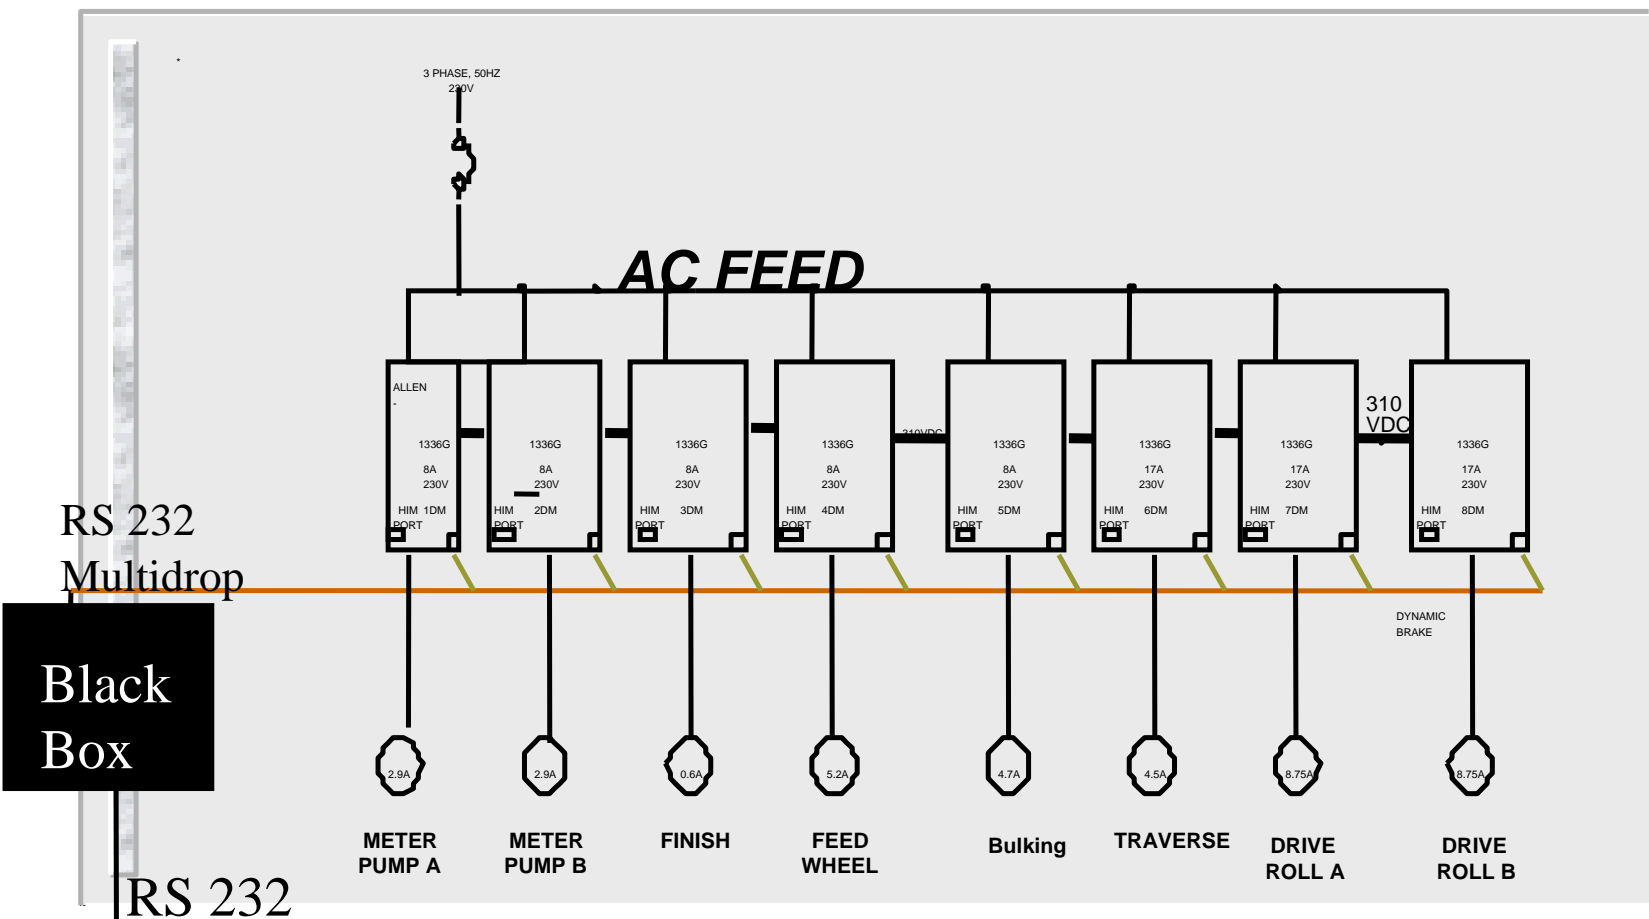 3 PHASE, 50HZ
230V
AC FEED
ALLEN
-
310VDC
310
VDC
1336G
8A
230V
HIM 1DM
PORT
1336G
8A
230V
HIM 2DM
PORT
1336G
8A
230V
HIM 3DM
PORT
1336G
8A
230V
HIM 4DM
PORT
1336G
8A
230V
HIM 5DM
PORT
1336G
17A
230V
HIM 6DM
PORT
1336G
17A
230V
HIM 7DM
PORT
1336G
17A
230V
HIM 8DM
PORT
RS 232
Multidrop
DYNAMIC
BRAKE
Black
Box
2.9A
2.9A
0.6A
5.2A
4.7A
4.5A
8.75A
8.75A
METER
PUMP A
METER
PUMP B
FINISH
FEED
WHEEL
Bulking
TRAVERSE
DRIVE
ROLL A
DRIVE
ROLL B
RS 232